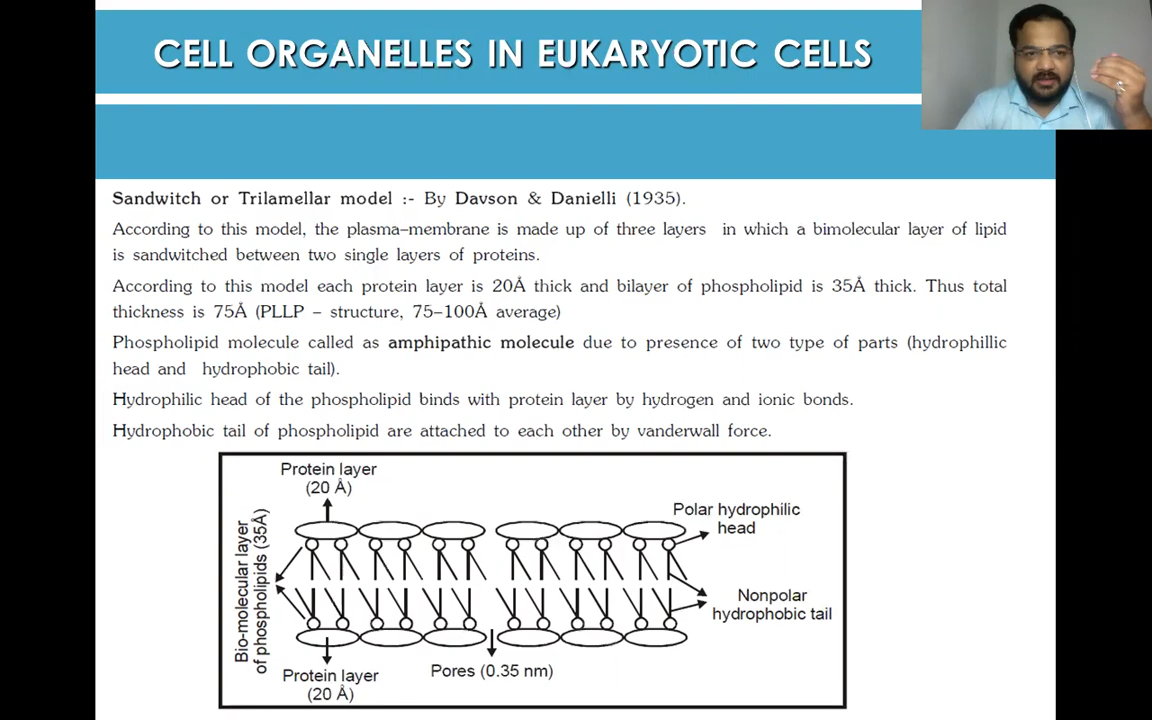 CELL ORGANELLES IN EUKARYOTIC CELLS
Sandwitch or Trilamellar model :- By Davson & Danielli (1935).
According to this model, the plasma–membrane is made up of three layers in which a bimolecular layer of lipid
is sandwitched between two single layers of proteins.
According to this model each protein layer is 20Å thick and bilayer of phospholipid is 35Å thick. Thus total
thickness is 75Å (PLLP – structure, 75–100Å average)
Phospholipid molecule called as amphipathic molecule due to presence of two type of parts (hydrophillic
head and hydrophobic tail).
Hydrophilic head of the phospholipid binds with protein layer by hydrogen and ionic bonds.
Hydrophobic tail of phospholipid are attached to each other by vanderwall force.
Protein layer
(20 Å)
Polar hydrophilic
head
Bio-molecular layer
of phospholipids (35Å)
Nonpolar
hydrophobic tail
Protein layer
(20 Å)
Pores (0.35 nm)